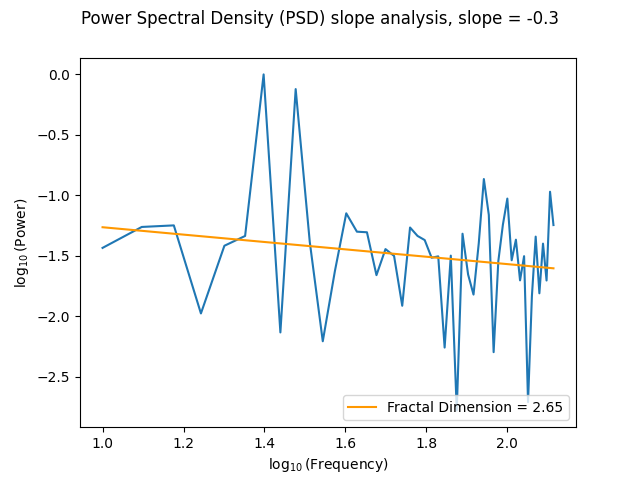 Power Spectral Density (PSD) slope analysis, slope = -0.3
0.0
−0.5
−1.0
−1.5
−2.0
−2.5
log₁₀(Power)
Fractal Dimension = 2.65
1.0 1.2 1.4 1.6 1.8 2.0
log₁₀(Frequency)